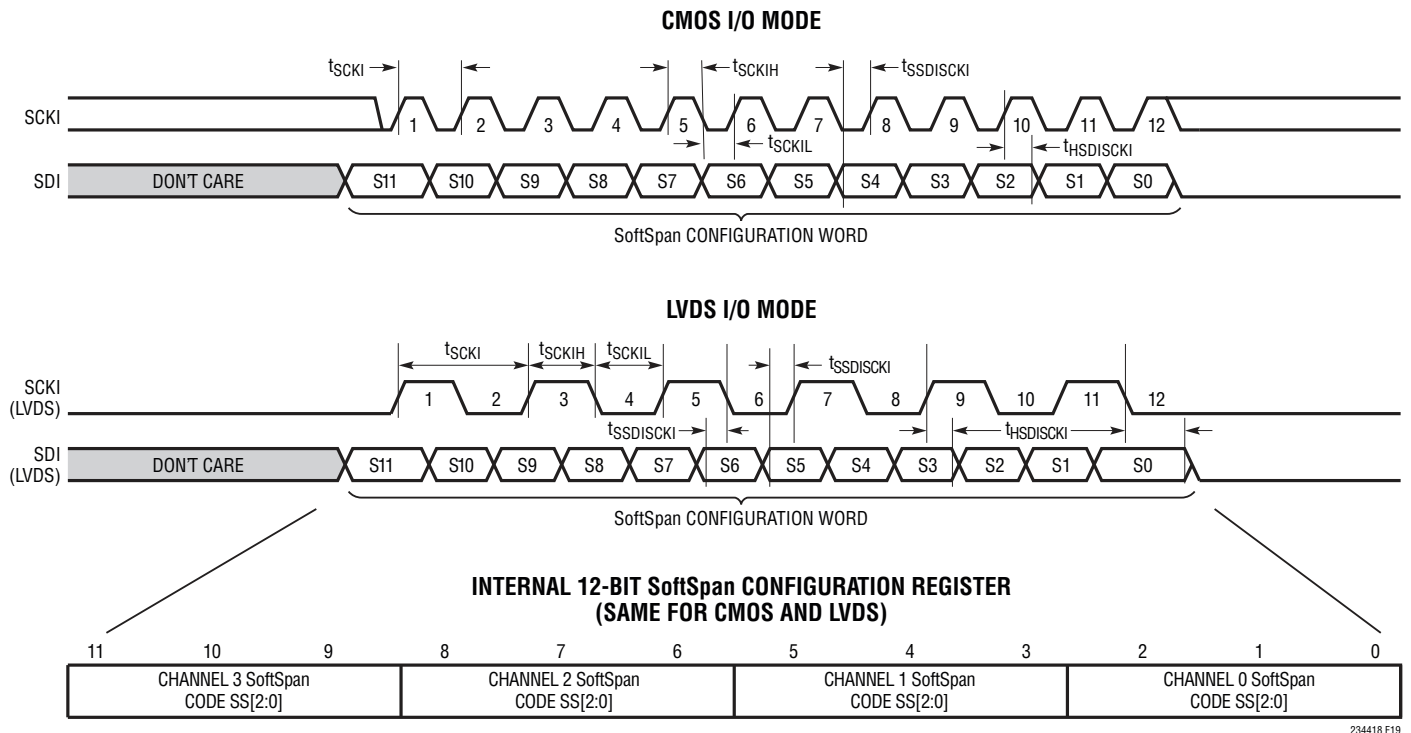 CMOS I/O MODE
tSCKI
tSCKIH
tSSDISCKI
SCKI
1 2 3 4 5 6 7 8 9 10 11 12
tSCKIL
tHSDISCKI
SDI
DON'T CARE S11 S10 S9 S8 S7 S6 S5 S4 S3 S2 S1 S0
SoftSpan CONFIGURATION WORD
LVDS I/O MODE
tSCKI
tSCKIH
tSCKIL
tSSDISCKI
SCKI
(LVDS)
1 2 3 4 5 6 7 8 9 10 11 12
tSSDISCKI
tHSDISCKI
SDI
(LVDS)
DON'T CARE S11 S10 S9 S8 S7 S6 S5 S4 S3 S2 S1 S0
SoftSpan CONFIGURATION WORD
INTERNAL 12-BIT SoftSpan CONFIGURATION REGISTER
(SAME FOR CMOS AND LVDS)
11 10 9 8 7 6 5 4 3 2 1 0
CHANNEL 3 SoftSpan
CODE SS[2:0]
CHANNEL 2 SoftSpan
CODE SS[2:0]
CHANNEL 1 SoftSpan
CODE SS[2:0]
CHANNEL 0 SoftSpan
CODE SS[2:0]
234418 F19